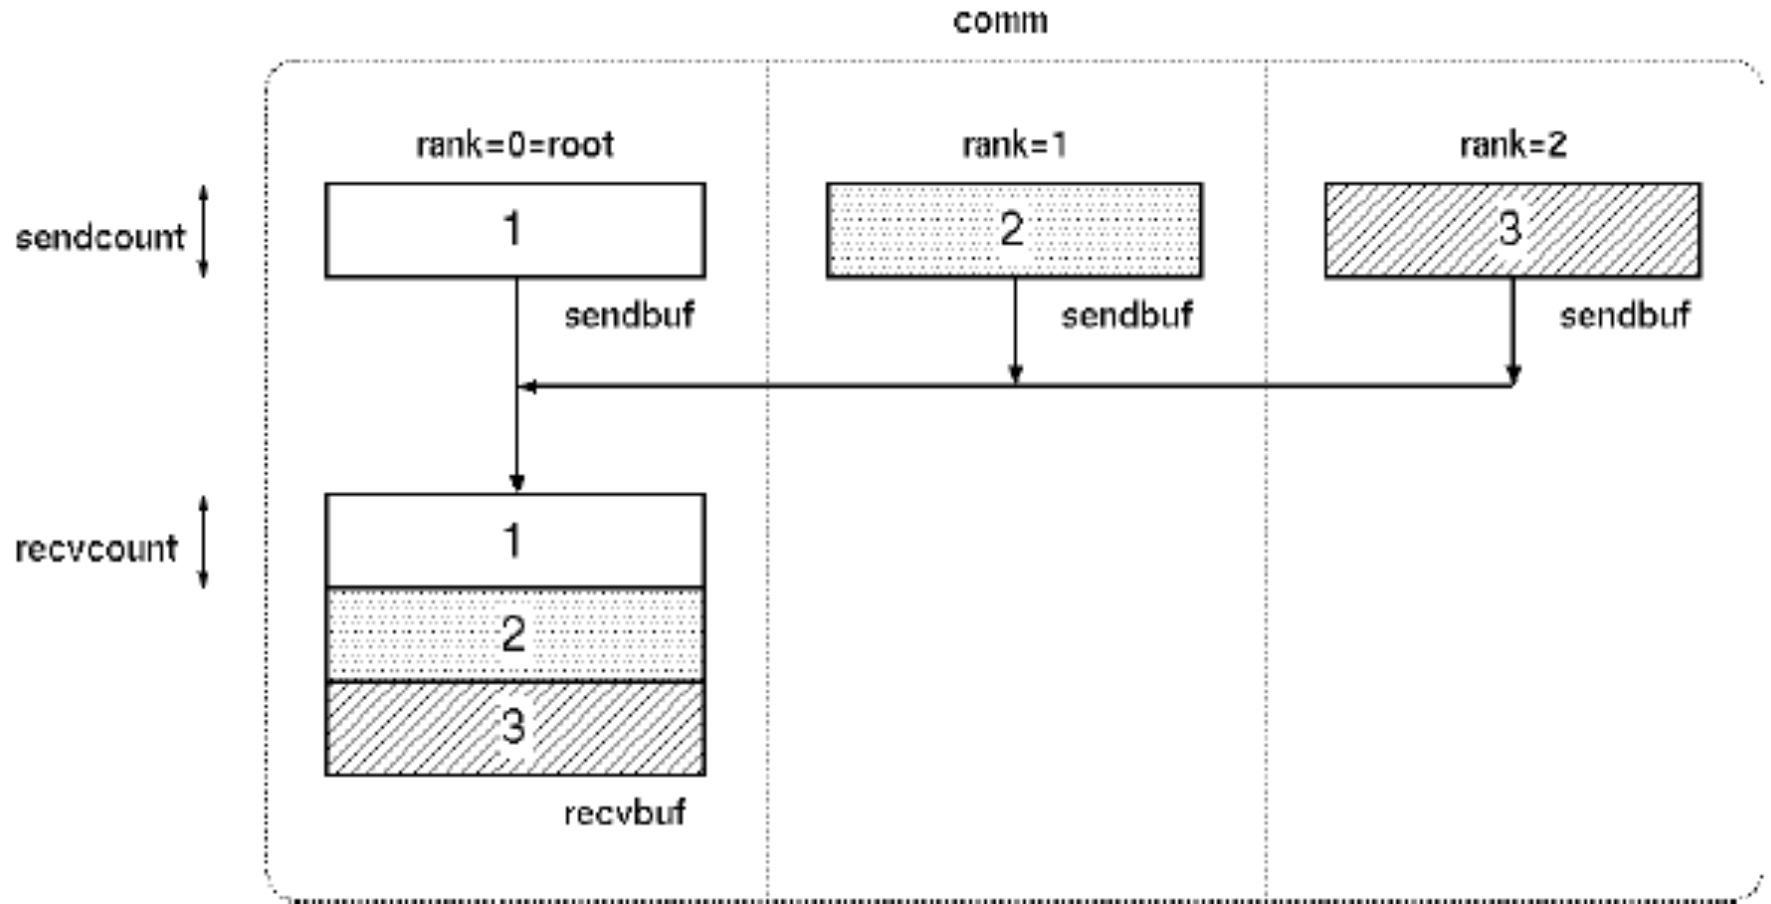 comm
rank=0=root
rank=1
rank=2
sendcount
1
2
3
sendbuf
sendbuf
sendbuf
recvcount
1
2
3
recvbuf